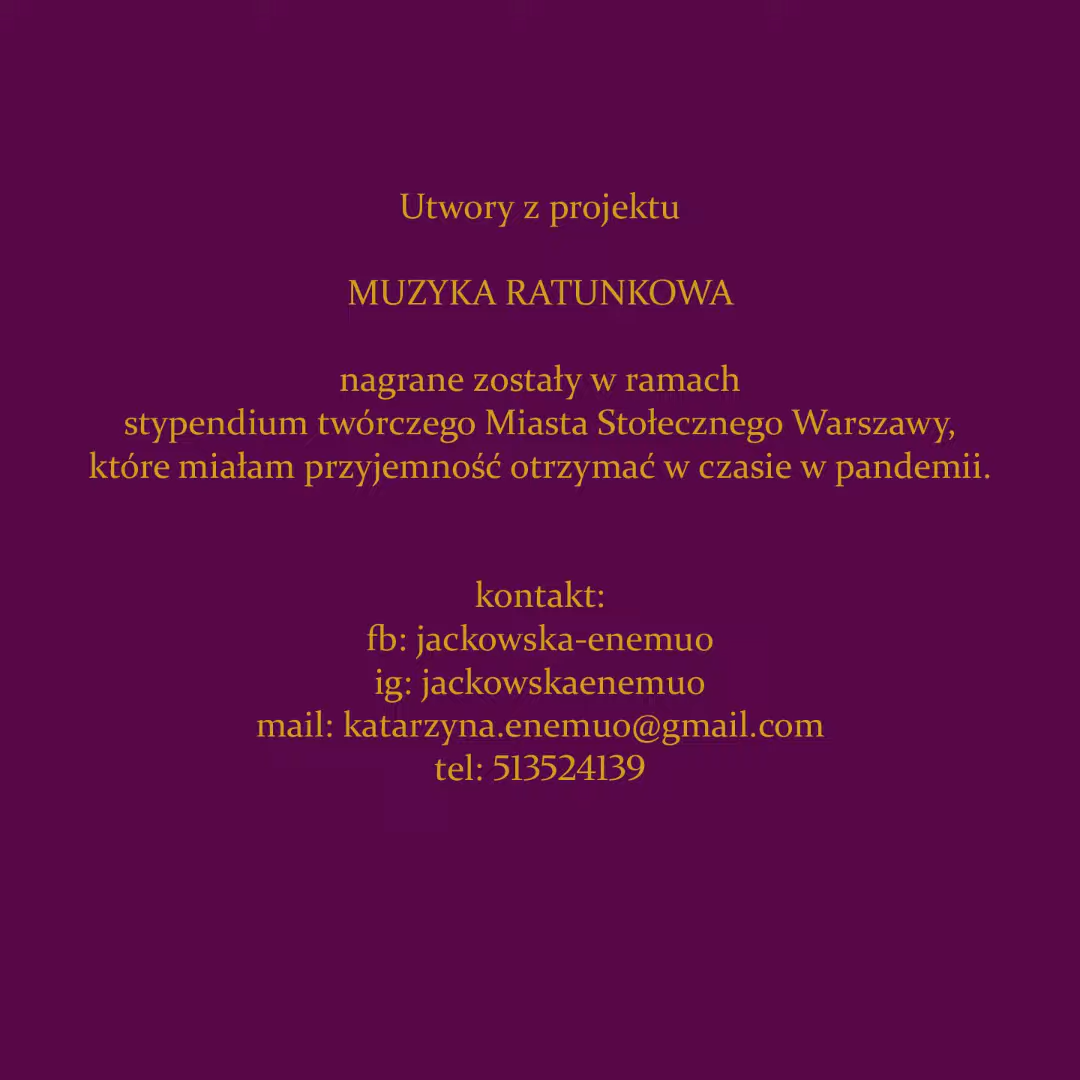 Utwory z projektu
MUZYKA RATUNKOWA
nagrane zostały w ramach
stypendium twórczego Miasta Stołecznego Warszawy,
które miałam przyjemność otrzymać w czasie w pandemii.
kontakt:
fb: jackowska-enemuo
ig: jackowskaenemuo
mail: katarzyna.enemuo@gmail.com
tel: 513524139